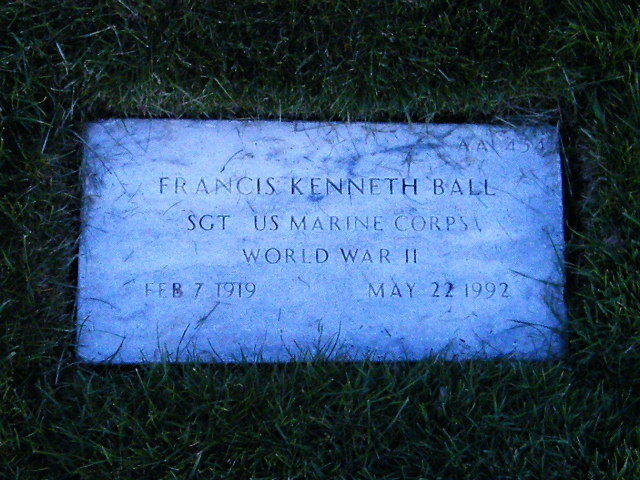 AA 454
FRANCIS KENNETH BALL
SGT US MARINE CORPS
WORLD WAR II
FEB 7 1919 MAY 22 1992